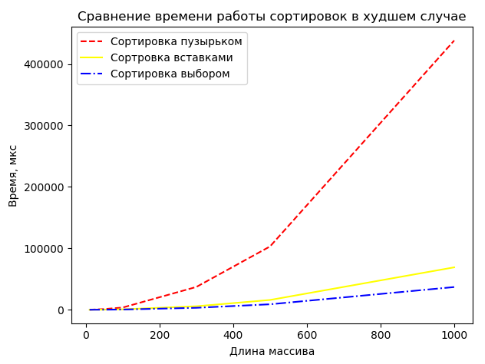 Сравнение времени работы сортировок в худшем случае
Сортировка пузырьком
Сортровка вставками
Сортировка выбором
Время, мкс
400000
300000
200000
100000
0
0 200 400 600 800 1000
Длина массива